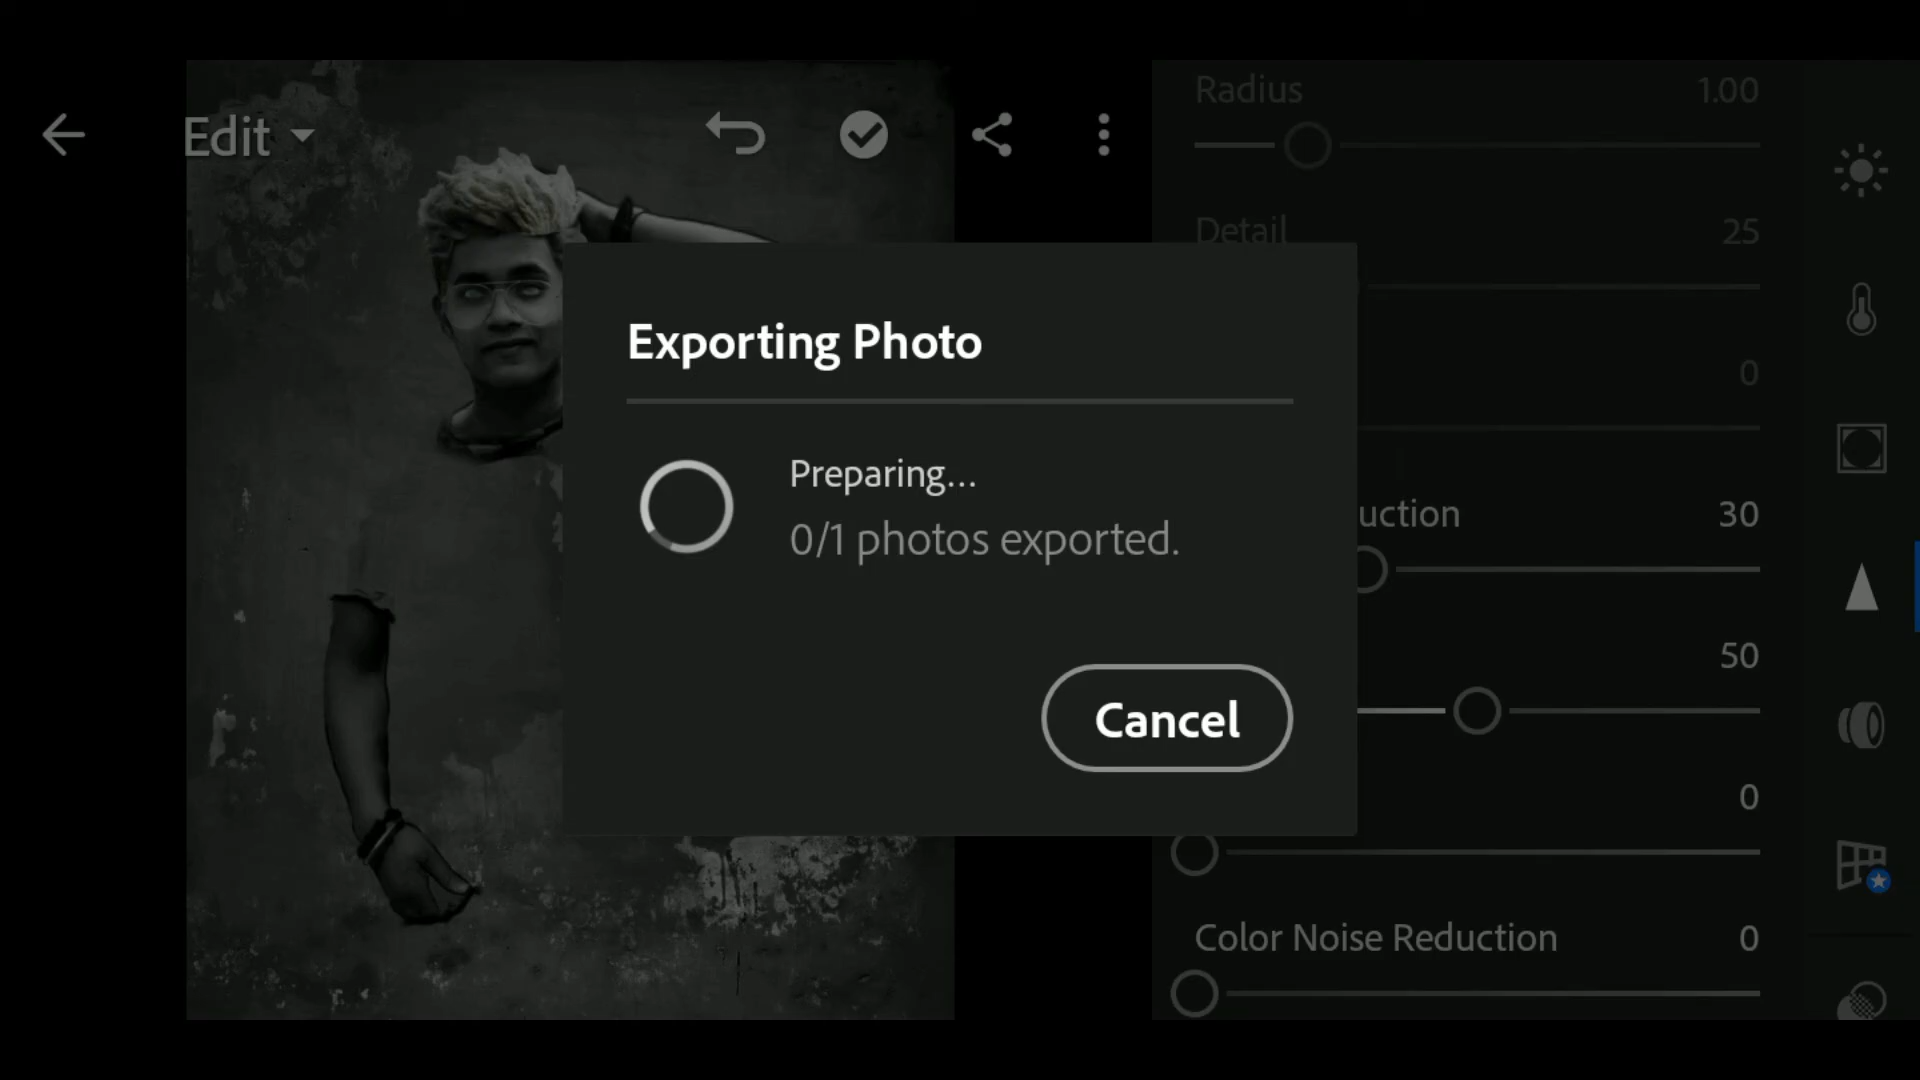 Radius 1.00
Edit
Detail 25
Exporting Photo
0
Preparing...
uction 30
0/1 photos exported.
50
Cancel
0
Color Noise Reduction 0